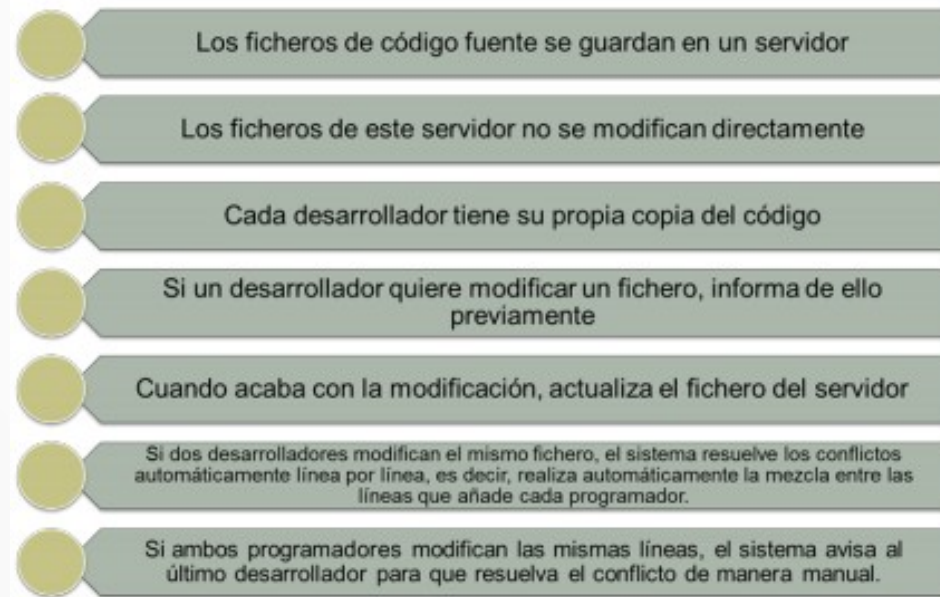 Los ficheros de código fuente se guardan en un servidor
Los ficheros de este servidor no se modifican directamente
Cada desarrollador tiene su propia copia del código
Si un desarrollador quiere modificar un fichero, informa de ello
previamente
Cuando acaba con la modificación, actualiza el fichero del servidor
Si dos desarrolladores modifican el mismo fichero, el sistema resuelve los conflictos
automáticamente línea por línea, es decir, realiza automáticamente la mezcla entre las
líneas que añade cada programador.
Si ambos programadores modifican las mismas líneas, el sistema avisa al
último desarrollador para que resuelva el conflicto de manera manual.